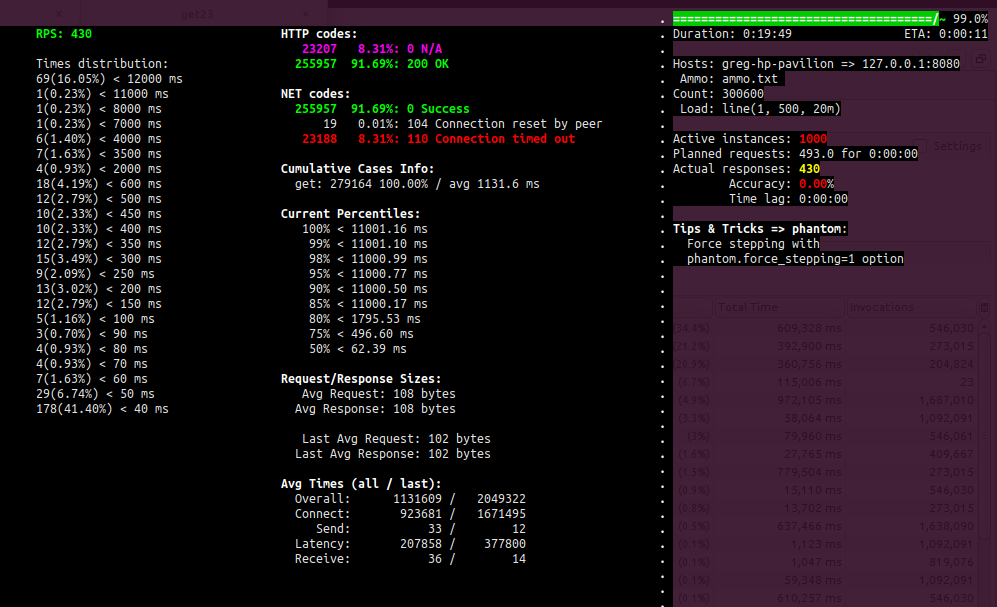 get23
RPS: 430
Times distribution:
69(16.05%) < 12000 ms
1(0.23%) < 11000 ms
1(0.23%) < 8000 ms
1(0.23%) < 7000 ms
6(1.40%) < 4000 ms
7(1.63%) < 3500 ms
4(0.93%) < 2000 ms
18(4.19%) < 600 ms
12(2.79%) < 500 ms
10(2.33%) < 450 ms
10(2.33%) < 400 ms
12(2.79%) < 350 ms
15(3.49%) < 300 ms
9(2.09%) < 250 ms
13(3.02%) < 200 ms
12(2.79%) < 150 ms
5(1.16%) < 100 ms
3(0.70%) < 90 ms
4(0.93%) < 80 ms
4(0.93%) < 70 ms
7(1.63%) < 60 ms
29(6.74%) < 50 ms
178(41.40%) < 40 ms
HTTP codes:
23207 8.31%: 0 N/A
255957 91.69%: 200 OK
NET codes:
255957 91.69%: 0 Success
19 0.01%: 104 Connection reset by peer
23188 8.31%: 110 Connection timed out
Cumulative Cases Info:
get: 279164 100.00% / avg 1131.6 ms
Current Percentiles:
100% < 11001.16 ms
99% < 11001.10 ms
98% < 11000.99 ms
95% < 11000.77 ms
90% < 11000.50 ms
85% < 11000.17 ms
80% < 1795.53 ms
75% < 496.60 ms
50% < 62.39 ms
Request/Response Sizes:
Avg Request: 108 bytes
Avg Response: 108 bytes
Last Avg Request: 102 bytes
Last Avg Response: 102 bytes
Avg Times (all / last):
Overall: 1131609 / 2049322
Connect: 923681 / 1671495
Send: 33 / 12
Latency: 207858 / 377800
Receive: 36 / 14
=====================================/~ 99.0%
Duration: 0:19:49 ETA: 0:00:11
Hosts: greg-hp-pavilion => 127.0.0.1:8080
Ammo: ammo.txt
Count: 300600
Load: line(1, 500, 20m)
Active instances: 1000
Settings
Planned requests: 493.0 for 0:00:00
Actual responses: 430
Accuracy: 0.00%
Time lag: 0:00:00
Tips & Tricks => phantom:
Force stepping with
phantom.force_stepping=1 option
Total Time Invocations
(34.4%) 609,328 ms 546,030
(21.2%) 392,900 ms 273,015
(20.9%) 360,756 ms 204,824
(6.7%) 115,006 ms 23
(4.9%) 972,105 ms 1,687,010
(3.3%) 58,064 ms 1,092,091
(3%) 79,960 ms 546,061
(1.6%) 27,765 ms 409,667
(1.5%) 779,504 ms 273,015
(0.9%) 15,110 ms 546,030
(0.8%) 13,702 ms 273,015
(0.5%) 637,466 ms 1,638,090
(0.1%) 1,123 ms 1,092,091
(0.1%) 1,047 ms 819,076
(0.1%) 59,348 ms 1,092,091
(0.1%) 610,257 ms 546,030